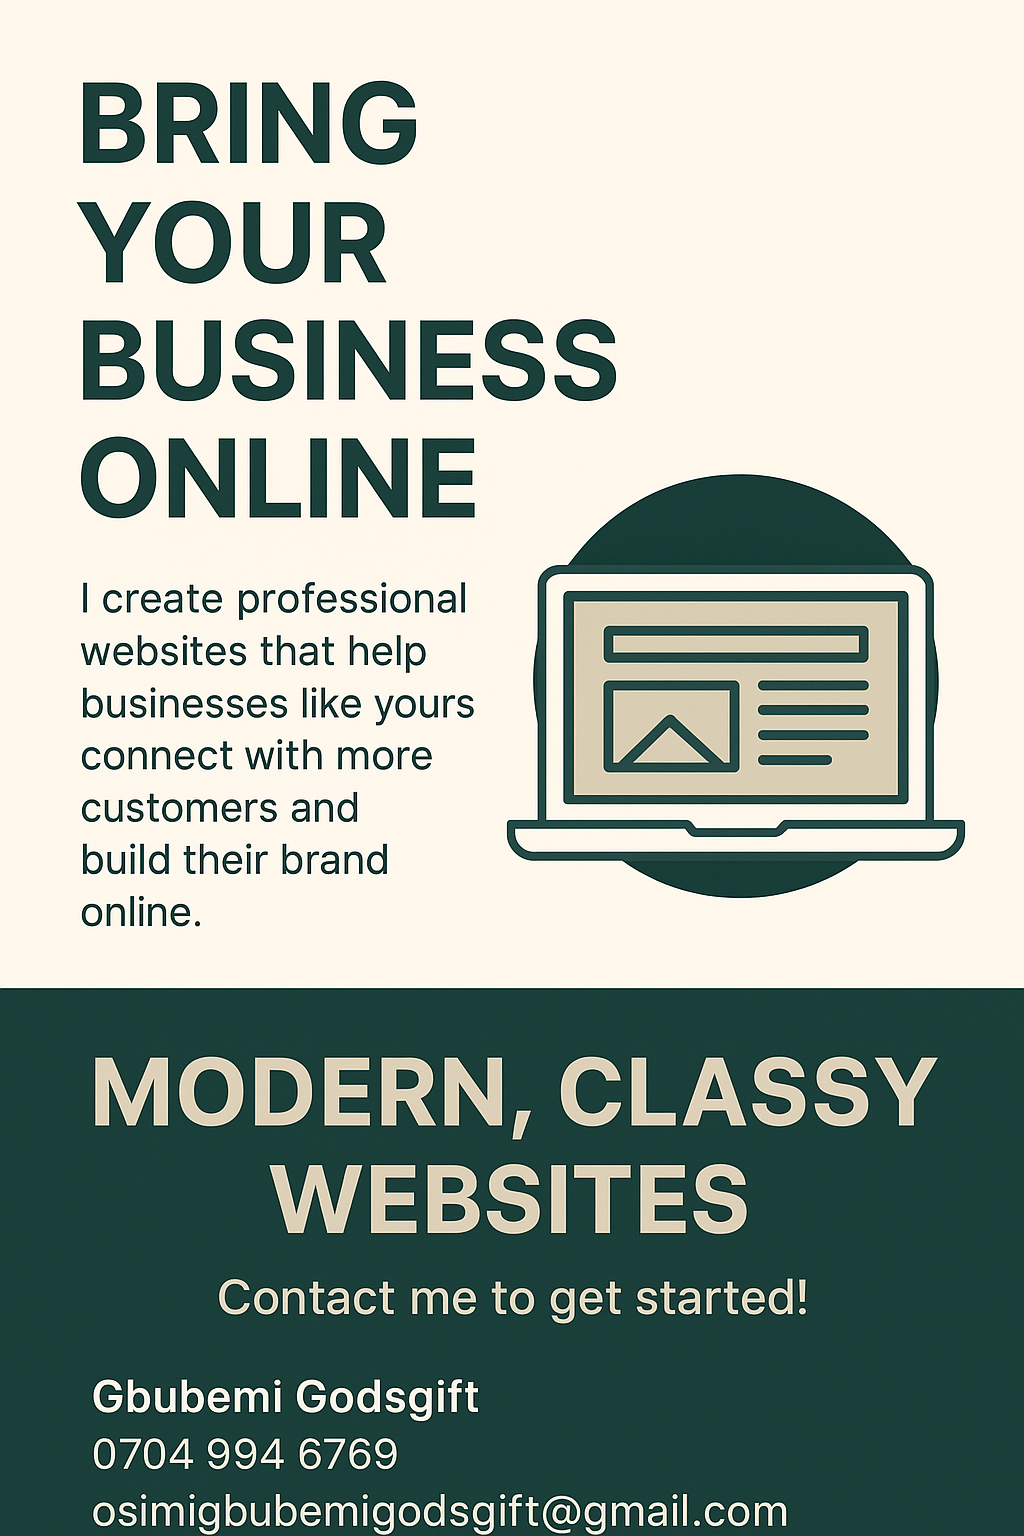 BRING
YOUR
BUSINESS
ONLINE
I create professional
websites that help
businesses like yours
connect with more
customers and
build their brand
online.
MODERN, CLASSY
WEBSITES
Contact me to get started!
Gbubemi Godsgift
0704 994 6769
osimigbubemigodsgift@gmail.com